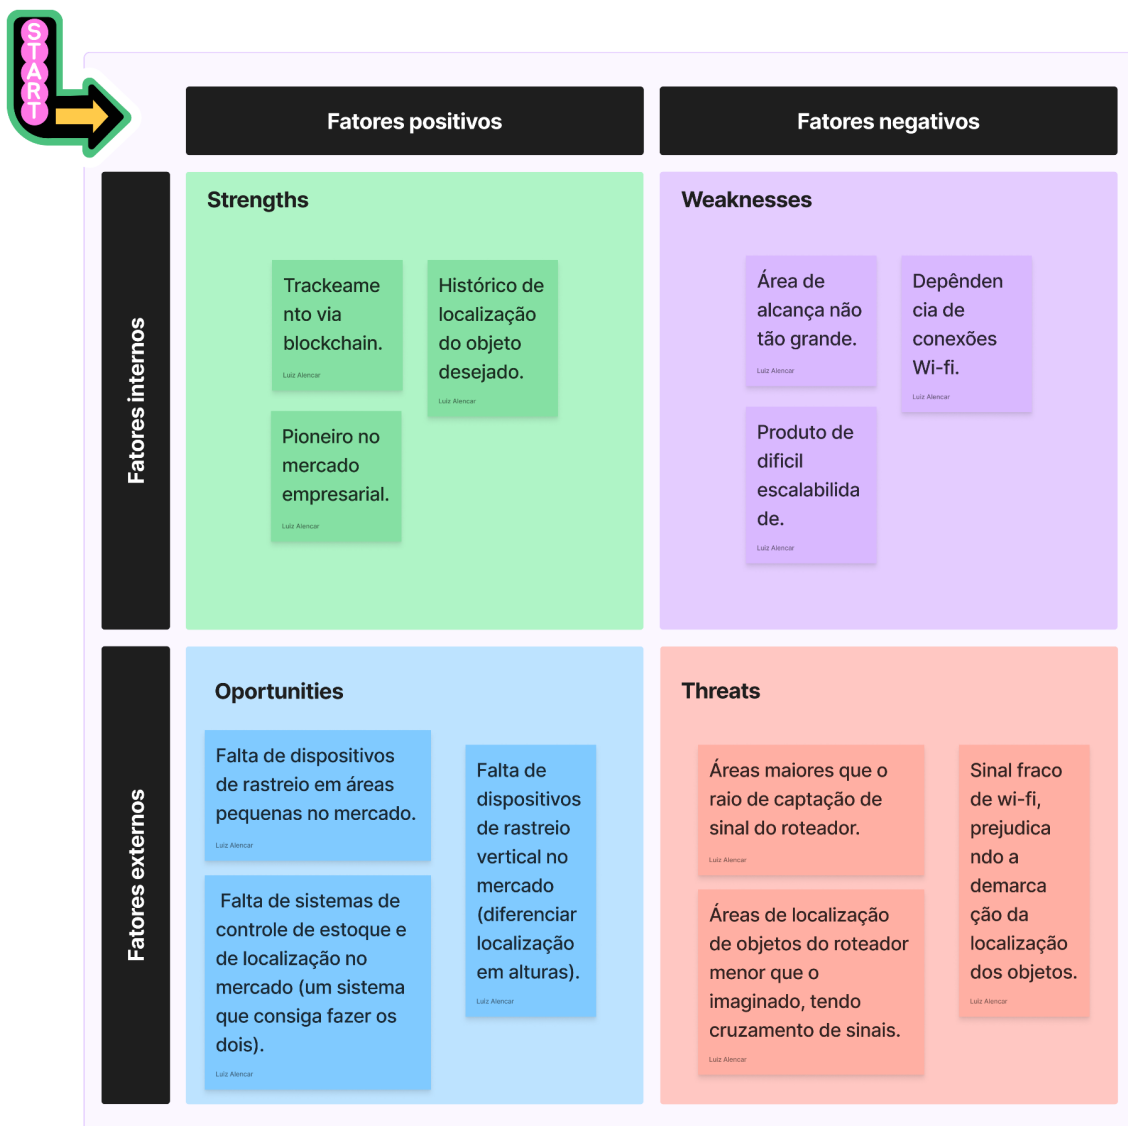 START
Fatores positivos
Fatores negativos
Fatores internos
Strengths
Trackeame
nto via
blockchain.
Luiz Alencar
Histórico de
localização
do objeto
desejado.
Luiz Alencar
Pioneiro no
mercado
empresarial.
Luiz Alencar
Weaknesses
Área de
alcança não
tão grande.
Luiz Alencar
Depênden
cia de
conexões
Wi-fi.
Luiz Alencar
Produto de
dificil
escalabilida
de.
Luiz Alencar
Fatores externos
Oportunities
Falta de dispositivos
de rastreio em áreas
pequenas no mercado.
Luiz Alencar
Falta de
dispositivos
de rastreio
vertical no
mercado
(diferenciar
localização
em alturas).
Luiz Alencar
Falta de sistemas de
controle de estoque e
de localização no
mercado (um sistema
que consiga fazer os
dois).
Luiz Alencar
Threats
Áreas maiores que o
raio de captação de
sinal do roteador.
Luiz Alencar
Sinal fraco
de wi-fi,
prejudica
ndo a
demarca
ção da
localização
dos objetos.
Luiz Alencar
Áreas de localização
de objetos do roteador
menor que o
imaginado, tendo
cruzamento de sinais.
Luiz Alencar